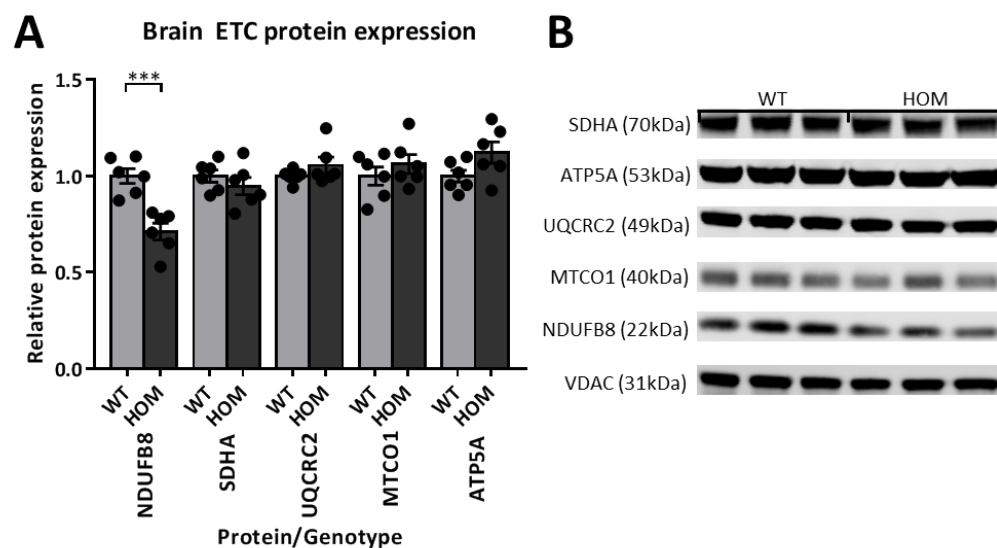 A
Brain ETC protein expression
Relative protein expression
1.5
1.0
0.5
0.0
***
WT HOM WT HOM WT HOM WT HOM WT HOM
NDUFB8 SDHA UQCRC2 MTCO1 ATP5A
Protein/Genotype
B
WT HOM
SDHA (70kDa)
ATP5A (53kDa)
UQCRC2 (49kDa)
MTCO1 (40kDa)
NDUFB8 (22kDa)
VDAC (31kDa)